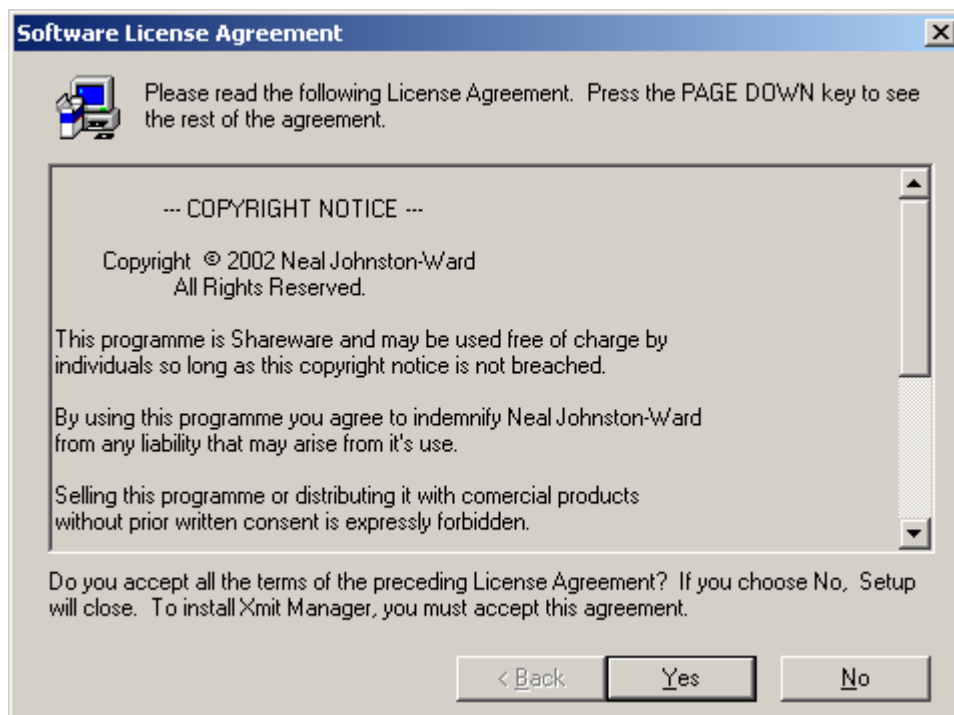 Software License Agreement
Please read the following License Agreement.  Press the PAGE DOWN key to see
the rest of the agreement.
--- COPYRIGHT NOTICE ---
Copyright © 2002 Neal Johnston-Ward
All Rights Reserved.
This programme is Shareware and may be used free of charge by
individuals so long as this copyright notice is not breached.
By using this programme you agree to indemnify Neal Johnston-Ward
from any liability that may arise from it's use.
Selling this programme or distributing it with comercial products
without prior written consent is expressly forbidden.
Do you accept all the terms of the preceding License Agreement?  If you choose No,  Setup
will close.  To install Xmit Manager, you must accept this agreement.
< Back
Yes
No